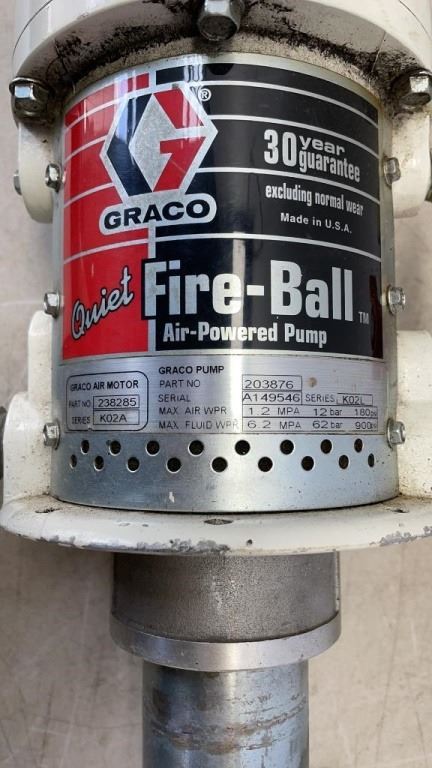 ®
GRACO
30 year guarantee
excluding normal wear
Made in U.S.A.
Quiet Fire-Ball™
Air-Powered Pump
GRACO AIR MOTOR
PART NO. 238285
SERIES K02A
GRACO PUMP
PART NO 203876
SERIAL A149546 SERIES K02L
MAX. AIR WPR 1.2 MPA 12 bar 180psi
MAX. FLUID WPR 6.2 MPA 62 bar 900psi